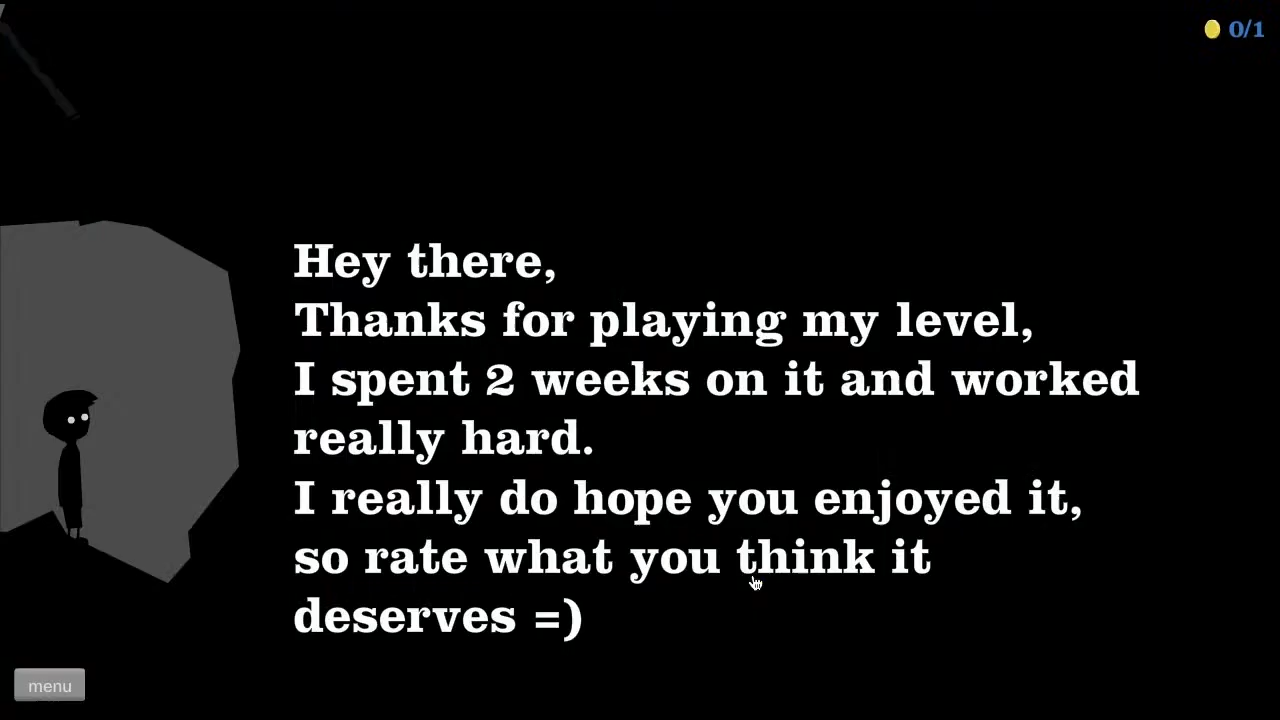 0/1
Hey there,
Thanks for playing my level,
I spent 2 weeks on it and worked
really hard.
I really do hope you enjoyed it,
so rate what you think it
deserves =)
menu